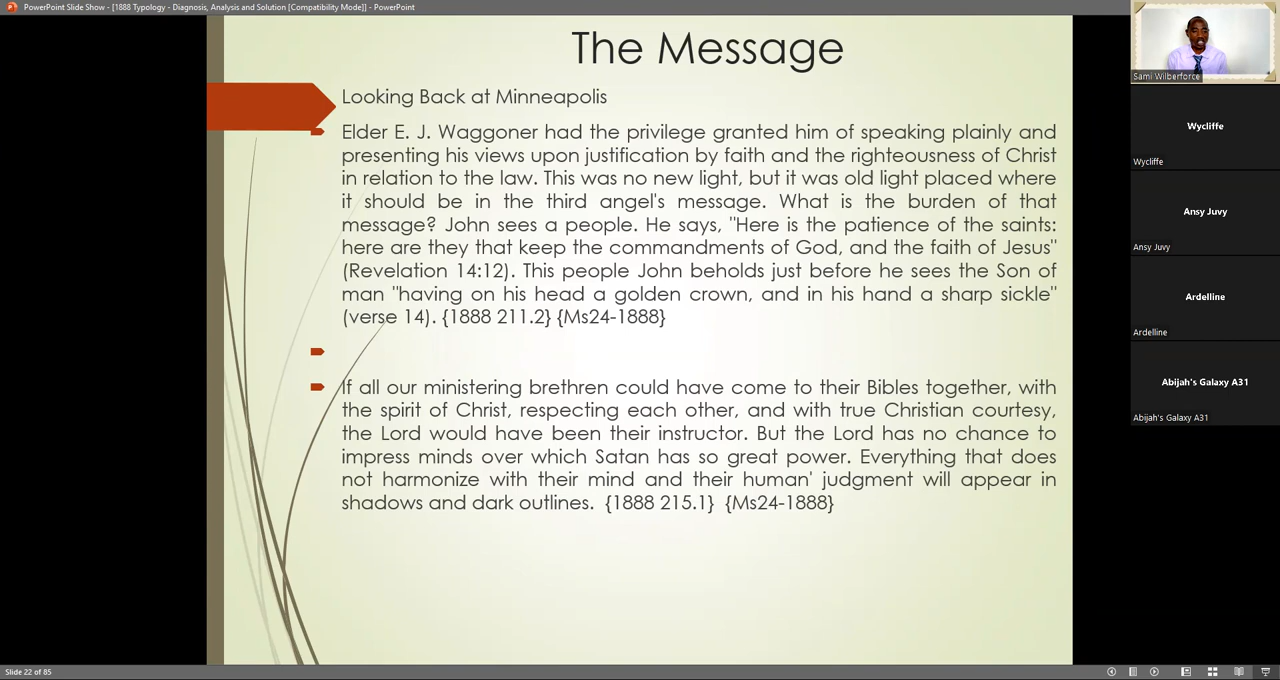 PowerPoint Slide Show - [1888 Typology - Diagnosis, Analysis and Solution [Compatibility Mode]] - PowerPoint
The Message
Looking Back at Minneapolis
Elder E. J. Waggoner had the privilege granted him of speaking plainly and
presenting his views upon justification by faith and the righteousness of Christ
in relation to the law. This was no new light, but it was old light placed where
it should be in the third angel's message. What is the burden of that
message? John sees a people. He says, "Here is the patience of the saints:
here are they that keep the commandments of God, and the faith of Jesus"
(Revelation 14:12). This people John beholds just before he sees the Son of
man "having on his head a golden crown, and in his hand a sharp sickle"
(verse 14). {1888 211.2} {Ms24-1888}
If all our ministering brethren could have come to their Bibles together, with
the spirit of Christ, respecting each other, and with true Christian courtesy,
the Lord would have been their instructor. But the Lord has no chance to
impress minds over which Satan has so great power. Everything that does
not harmonize with their mind and their human' judgment will appear in
shadows and dark outlines. {1888 215.1} {Ms24-1888}
Sami Wilberforce
Wycliffe
Wycliffe
Ansy Juvy
Ansy Juvy
Ardelline
Ardelline
Abijah's Galaxy A31
Abijah's Galaxy A31
Slide 22 of 85